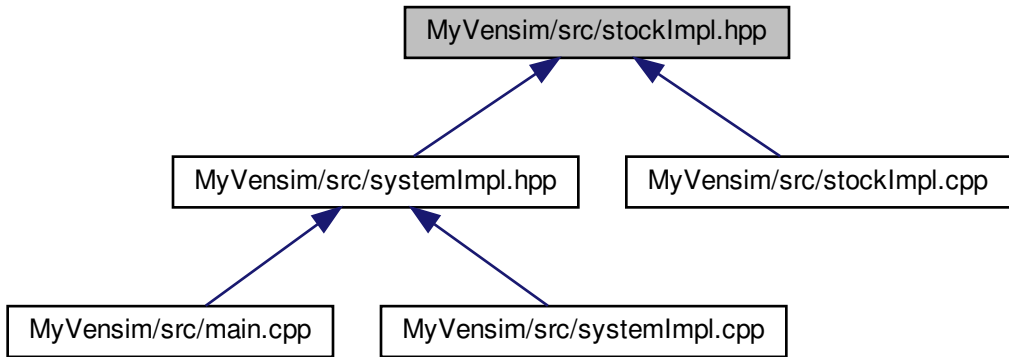 MyVensim/src/stockImpl.hpp
MyVensim/src/systemImpl.hpp
MyVensim/src/stockImpl.cpp
MyVensim/src/main.cpp
MyVensim/src/systemImpl.cpp